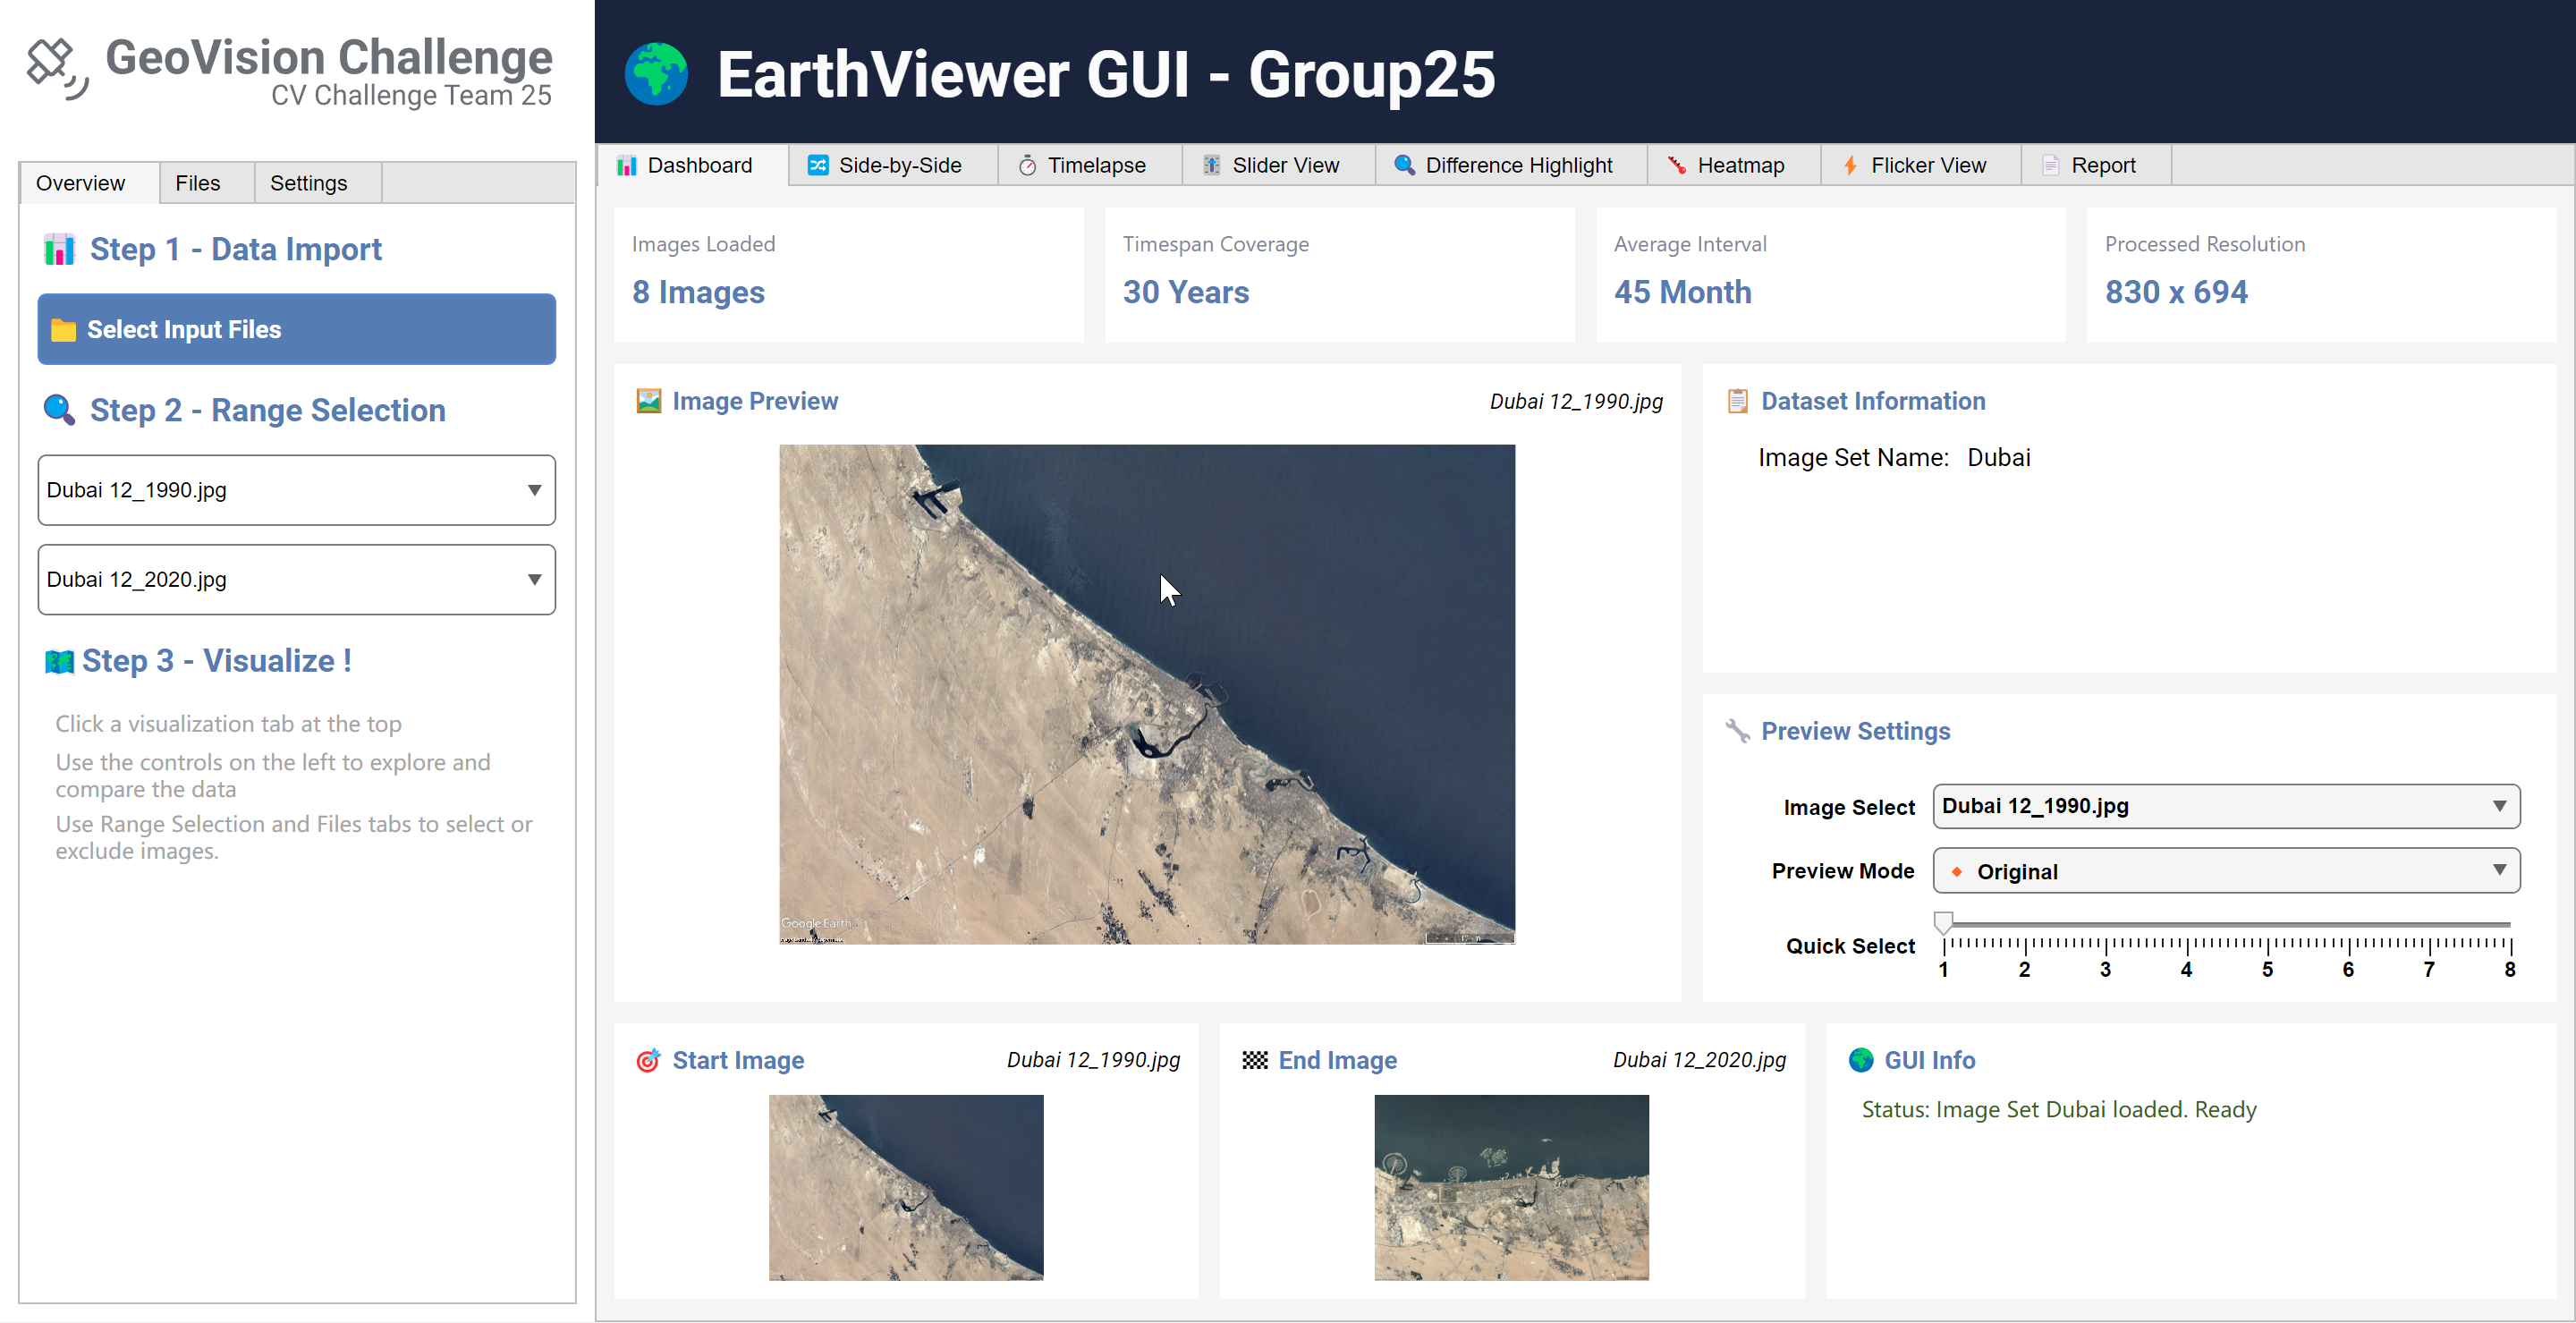 GeoVision Challenge
CV Challenge Team 25
Overview Files Settings
Step 1 - Data Import
Select Input Files
Step 2 - Range Selection
Dubai 12_1990.jpg
Dubai 12_2020.jpg
Step 3 - Visualize !
Click a visualization tab at the top
Use the controls on the left to explore and
compare the data
Use Range Selection and Files tabs to select or
exclude images.
EarthViewer GUI - Group25
Dashboard Side-by-Side Timelapse Slider View Difference Highlight Heatmap Flicker View Report
Images Loaded
8 Images
Timespan Coverage
30 Years
Average Interval
45 Month
Processed Resolution
830 x 694
Image Preview Dubai 12_1990.jpg
Google Earth
Dataset Information
Image Set Name: Dubai
Preview Settings
Image Select Dubai 12_1990.jpg
Preview Mode Original
Quick Select
1 2 3 4 5 6 7 8
Start Image Dubai 12_1990.jpg
End Image Dubai 12_2020.jpg
GUI Info
Status: Image Set Dubai loaded. Ready